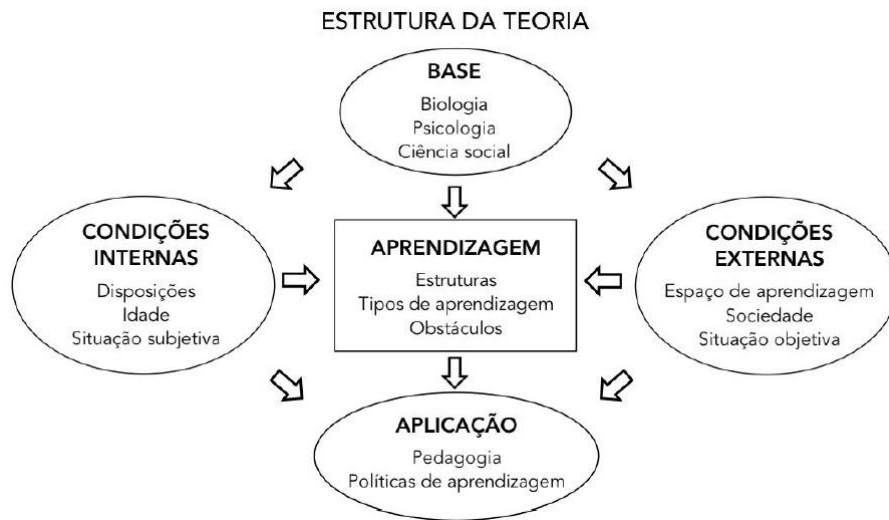 ESTRUTURA DA TEORIA
BASE
Biologia
Psicologia
Ciência social
CONDIÇÕES
INTERNAS
Disposições
Idade
Situação subjetiva
APRENDIZAGEM
Estruturas
Tipos de aprendizagem
Obstáculos
CONDIÇÕES
EXTERNAS
Espaço de aprendizagem
Sociedade
Situação objetiva
APLICAÇÃO
Pedagogia
Políticas de aprendizagem